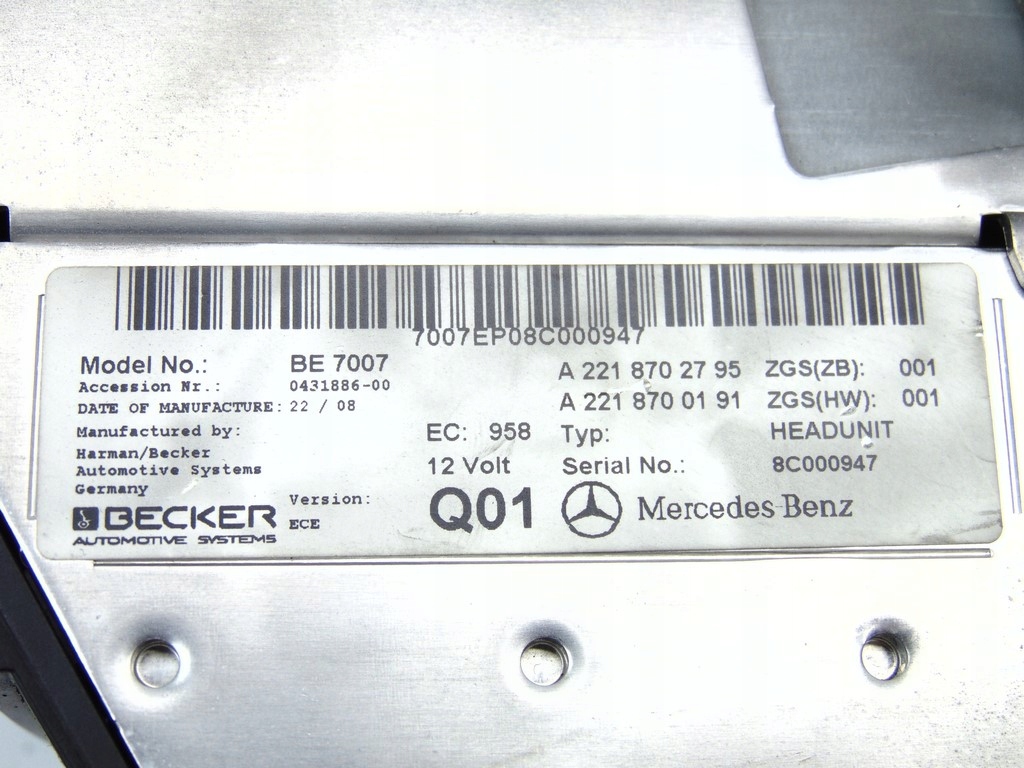 7007EP08C000947
Model No.: BE 7007 A 221 870 27 95 ZGS(ZB): 001
Accession Nr.: 0431886-00
DATE OF MANUFACTURE: 22 / 08 A 221 870 01 91 ZGS(HW): 001
Manufactured by: EC: 958 Typ: HEADUNIT
Harman/Becker
Automotive Systems 12 Volt Serial No.: 8C000947
Germany
BECKER Version: Q01 Mercedes-Benz
AUTOMOTIVE SYSTEMS ECE